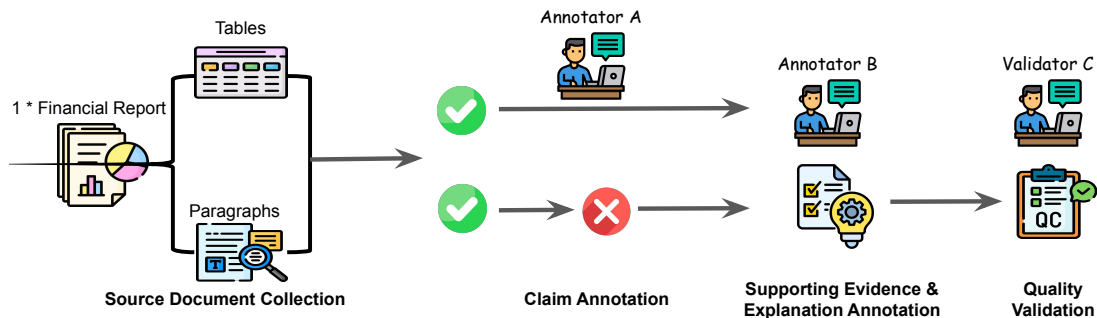 Tables
1 * Financial Report
Paragraphs
T
Source Document Collection
Annotator A
Claim Annotation
Annotator B
Supporting Evidence &
Explanation Annotation
Validator C
QC
Quality
Validation